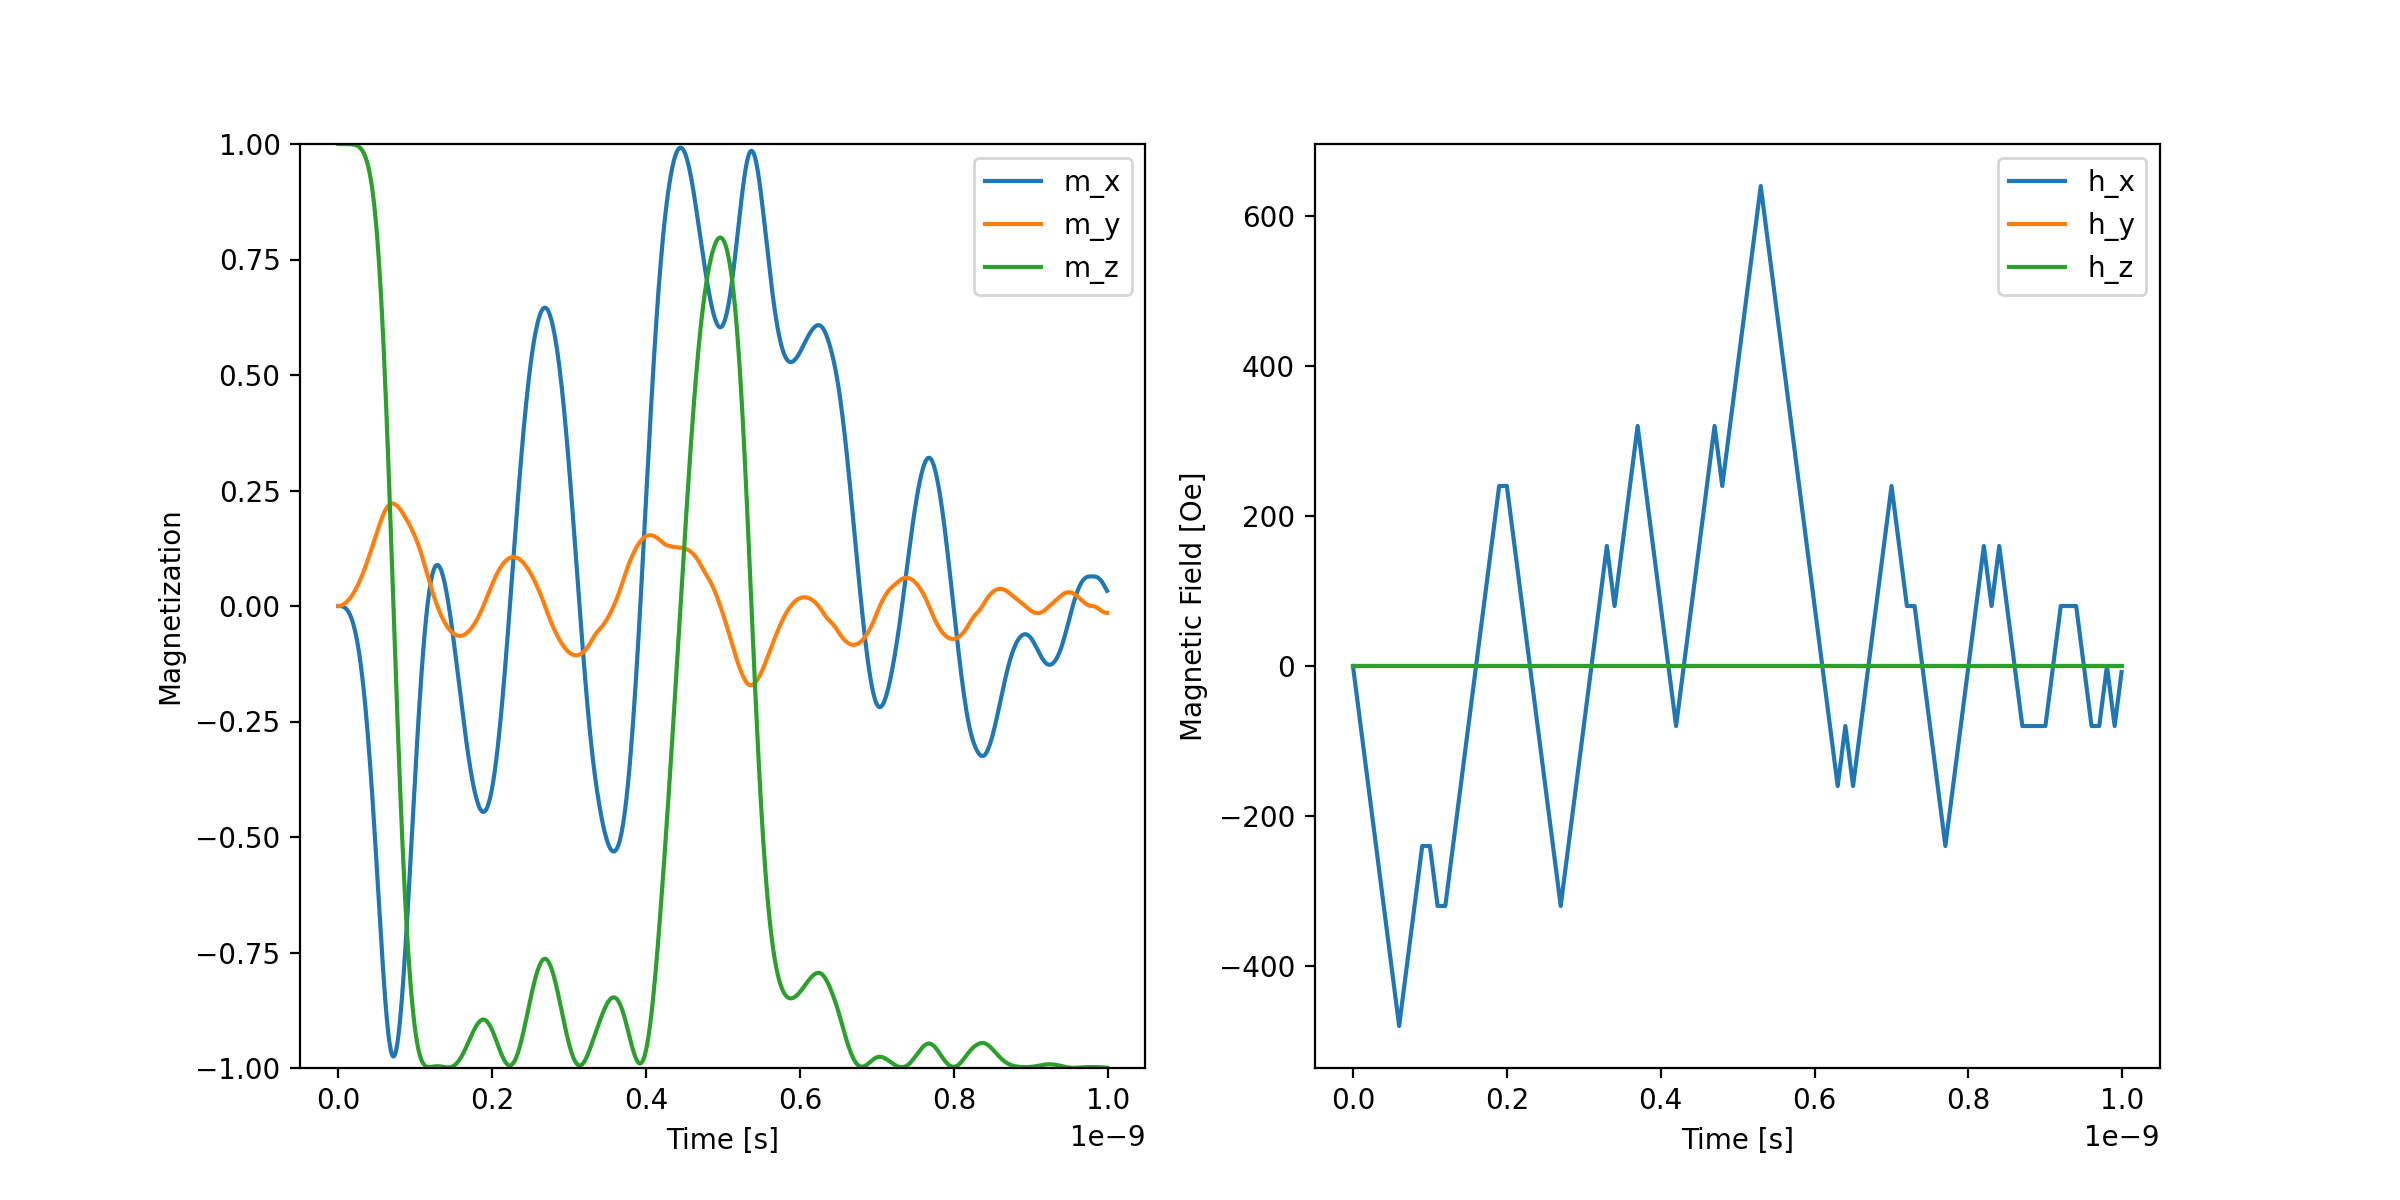 1.00
0.75
0.50
0.25
0.00
−0.25
−0.50
−0.75
−1.00
Magnetization
0.0 0.2 0.4 0.6 0.8 1.0
1e−9
Time [s]
m_x
m_y
m_z
600
400
200
0
−200
−400
Magnetic Field [Oe]
0.0 0.2 0.4 0.6 0.8 1.0
1e−9
Time [s]
h_x
h_y
h_z